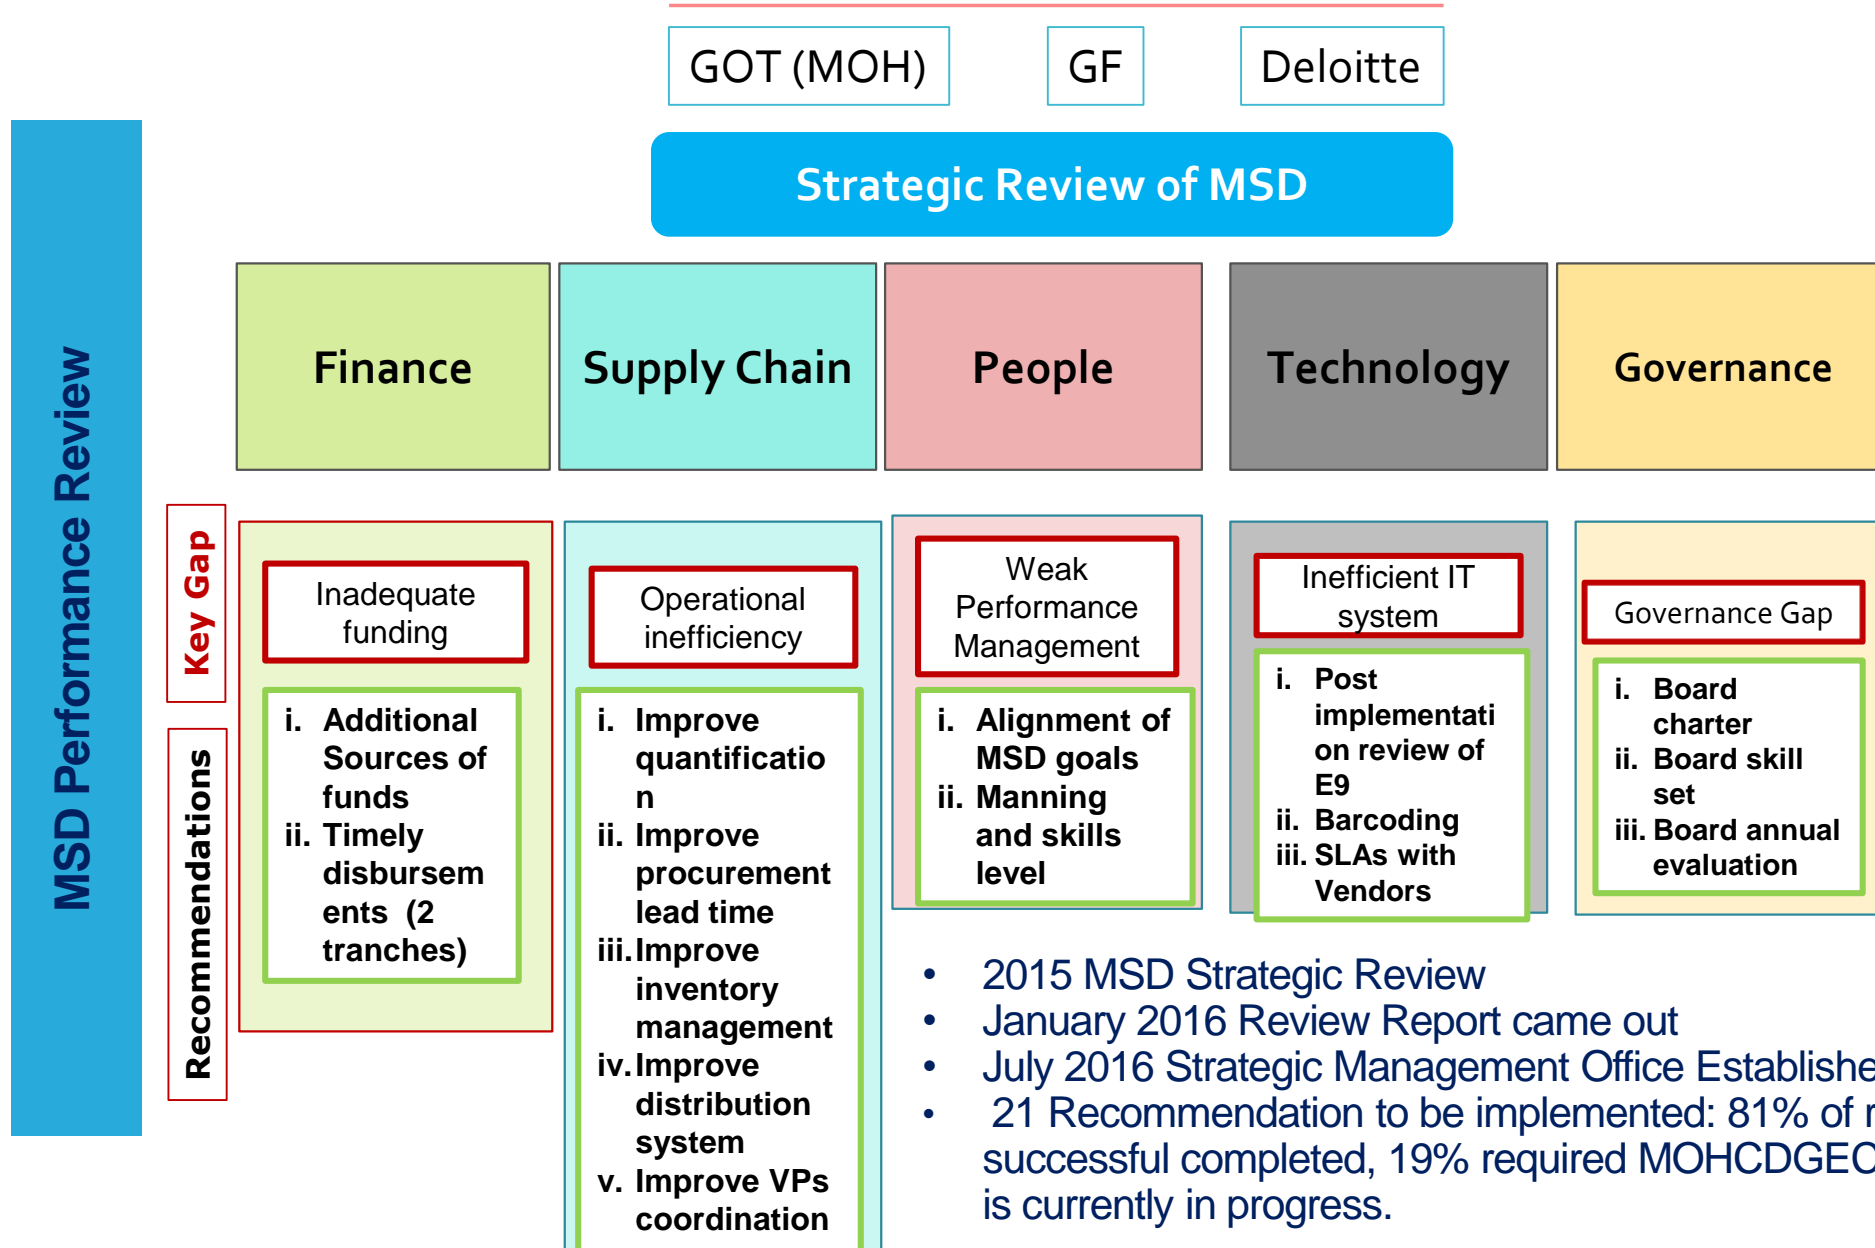 GOT (MOH)
GF
Deloitte
Strategic Review of MSD
MSD Performance Review
Finance
Supply Chain
People
Technology
Governance
Key Gap
Inadequate
funding
Operational
inefficiency
Weak
Performance
Management
Inefficient IT
system
Governance Gap
Recommendations
i. Additional
Sources of
funds
ii. Timely
disbursem
ents (2
tranches)
i. Improve
quantificatio
n
ii. Improve
procurement
lead time
iii. Improve
inventory
management
iv. Improve
distribution
system
v. Improve VPs
coordination
i. Alignment of
MSD goals
ii. Manning
and skills
level
i. Post
implementati
on review of
E9
ii. Barcoding
iii. SLAs with
Vendors
i. Board
charter
ii. Board skill
set
iii. Board annual
evaluation
• 2015 MSD Strategic Review
• January 2016 Review Report came out
• July 2016 Strategic Management Office Establishe
• 21 Recommendation to be implemented: 81% of r
successful completed, 19% required MOHCDGEC
is currently in progress.